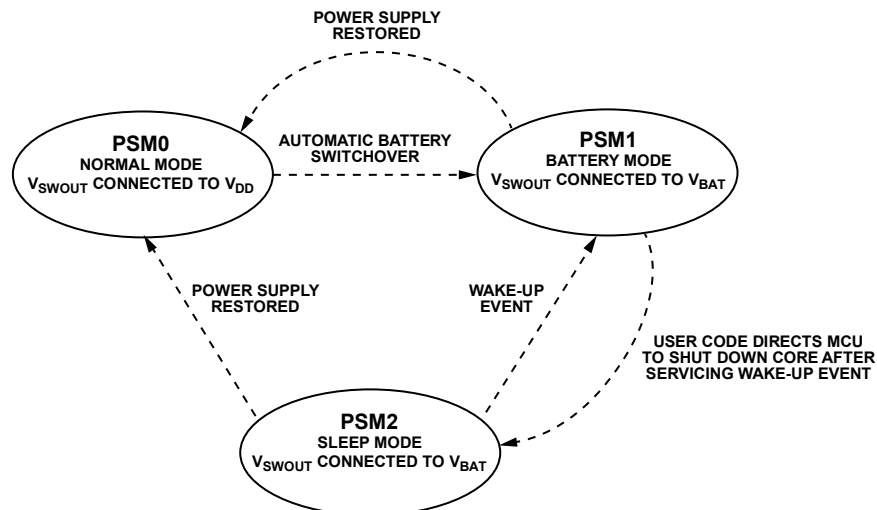 POWER SUPPLY
RESTORED
PSM0
NORMAL MODE
VSWOUT CONNECTED TO VDD
AUTOMATIC BATTERY
SWITCHOVER
PSM1
BATTERY MODE
VSWOUT CONNECTED TO VBAT
POWER SUPPLY
RESTORED
WAKE-UP
EVENT
USER CODE DIRECTS MCU
TO SHUT DOWN CORE AFTER
SERVICING WAKE-UP EVENT
PSM2
SLEEP MODE
VSWOUT CONNECTED TO VBAT